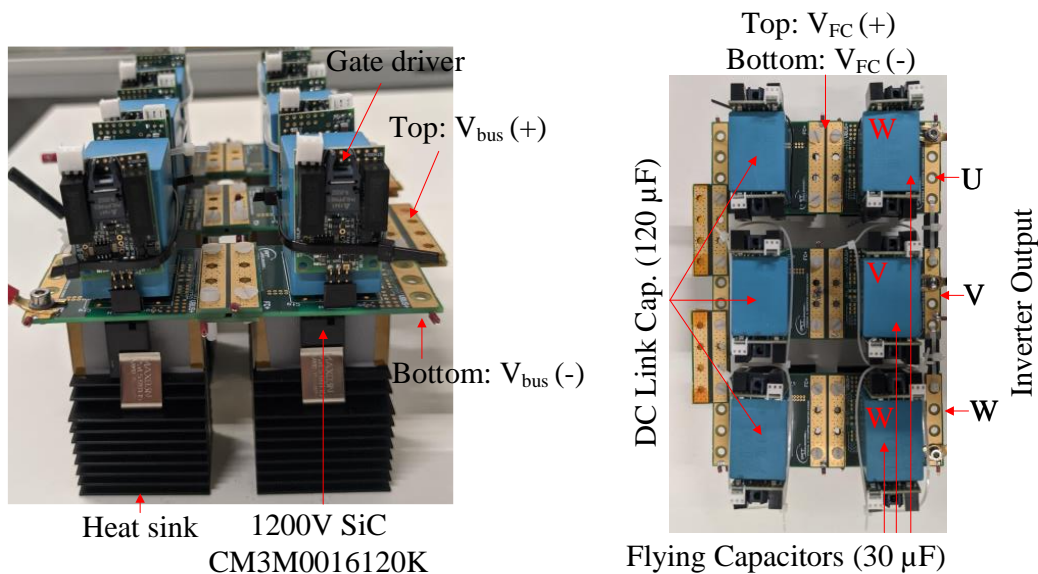 Gate driver
Top: V_bus (+)
Bottom: V_bus (-)
Heat sink
1200V SiC
CM3M0016120K
Top: V_FC (+)
Bottom: V_FC (-)
DC Link Cap. (120 µF)
W
V
W
U
V
W
Inverter Output
Flying Capacitors (30 µF)